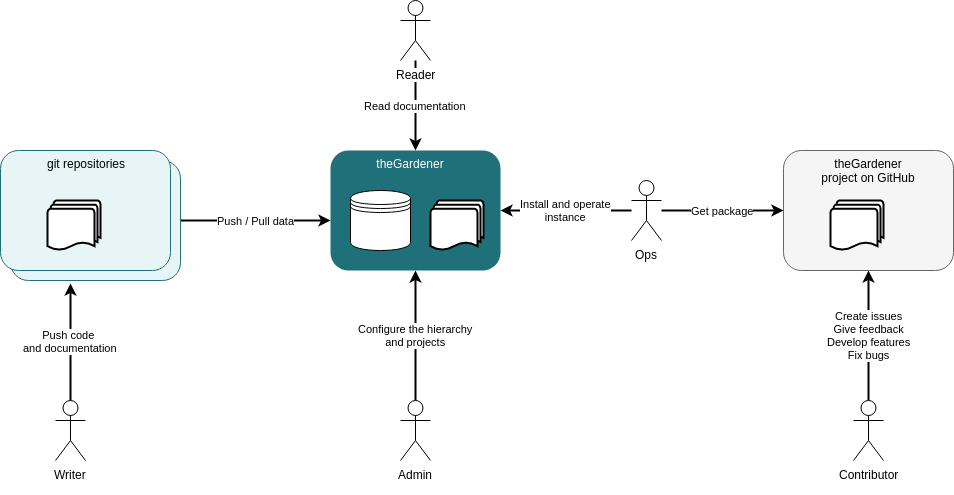 Reader
Read documentation
git repositories
theGardener
theGardener
project on GitHub
Push / Pull data
Install and operate
instance
Get package
Ops
Push code
and documentation
Configure the hierarchy
and projects
Create issues
Give feedback
Develop features
Fix bugs
Writer
Admin
Contributor